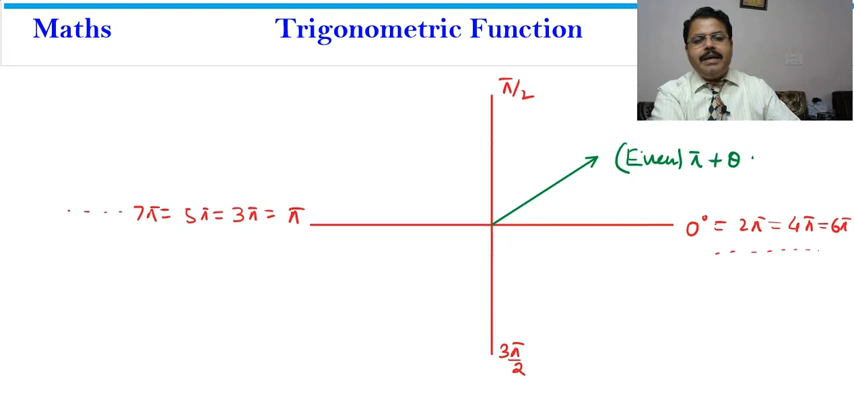 Maths Trigonometric Function
π/2
(Even) π + θ .
..... 7π = 5π = 3π = π
0° = 2π = 4π = 6π
.........
3π/2